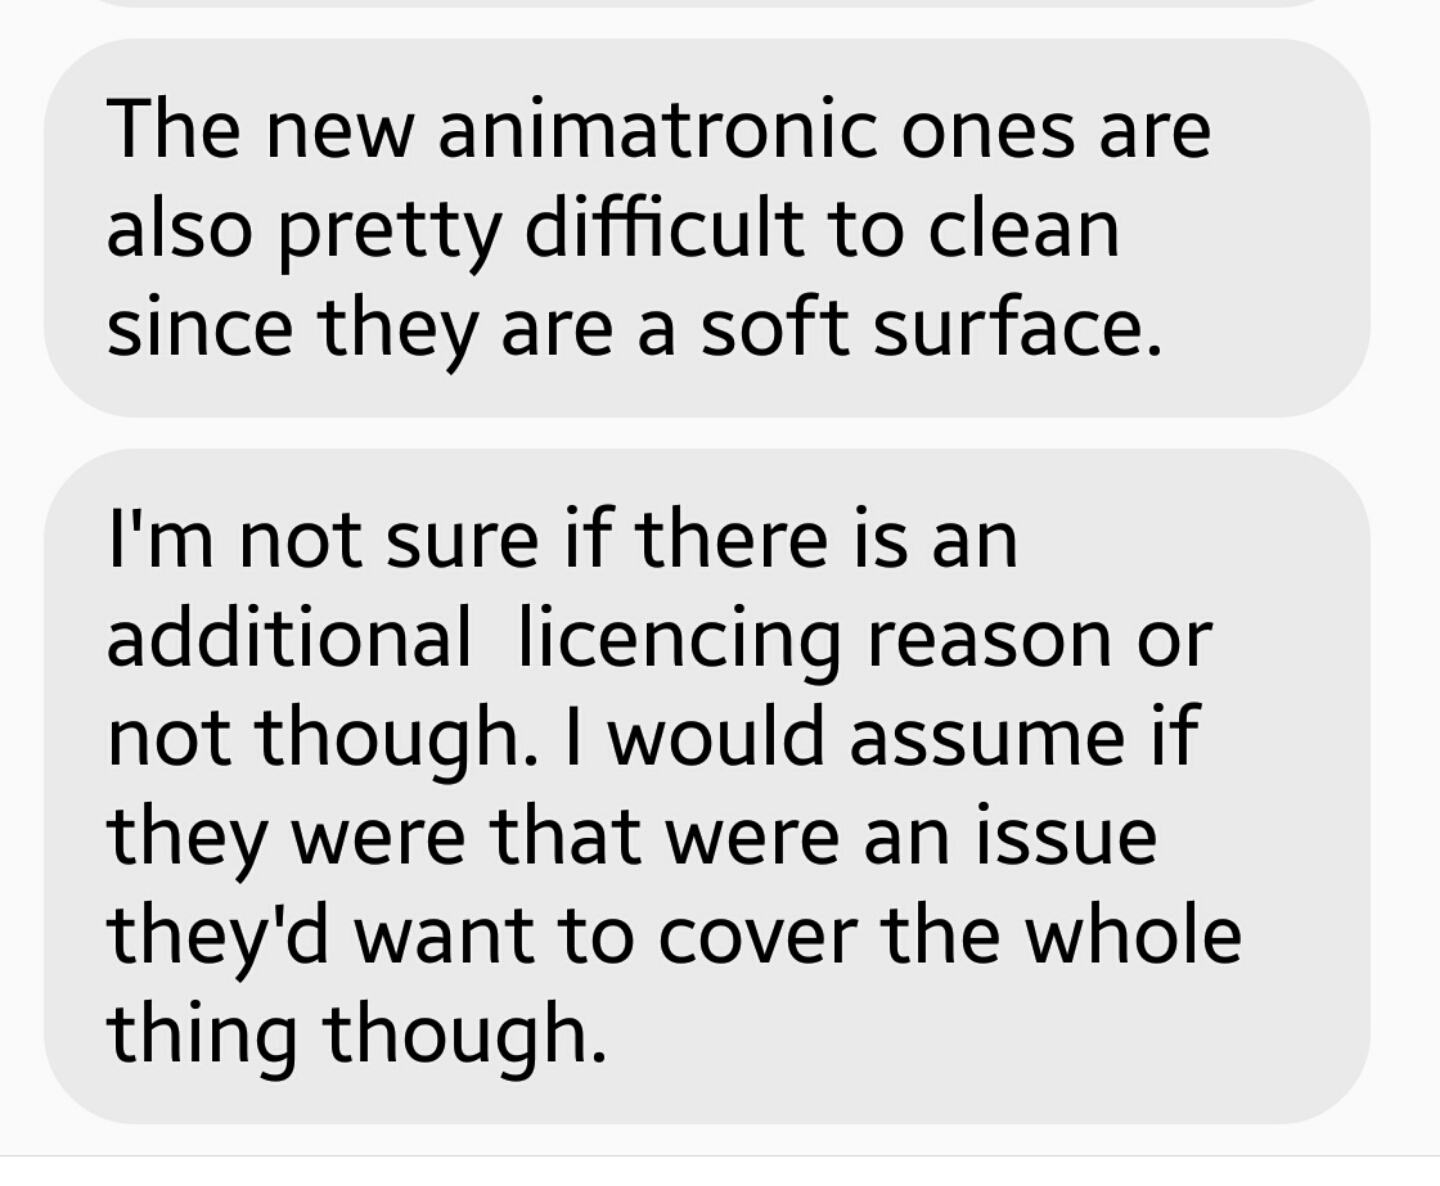 The new animatronic ones are
also pretty difficult to clean
since they are a soft surface.
I'm not sure if there is an
additional  licencing reason or
not though. I would assume if
they were that were an issue
they'd want to cover the whole
thing though.